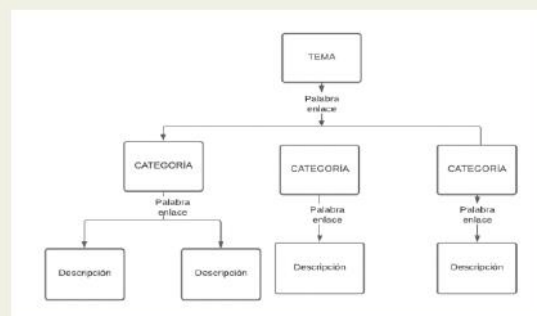 TEMA
Palabra
enlace
CATEGORÍA
CATEGORÍA
CATEGORÍA
Palabra
enlace
Palabra
enlace
Palabra
enlace
Descripción
Descripción
Descripción
Descripción